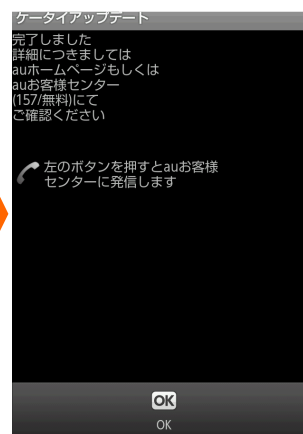 ケータイアップデート
完了しました
詳細につきましては
auホームページもしくは
auお客様センター
(157/無料)にて
ご確認ください
左のボタンを押すとauお客様
センターに発信します
OK
OK